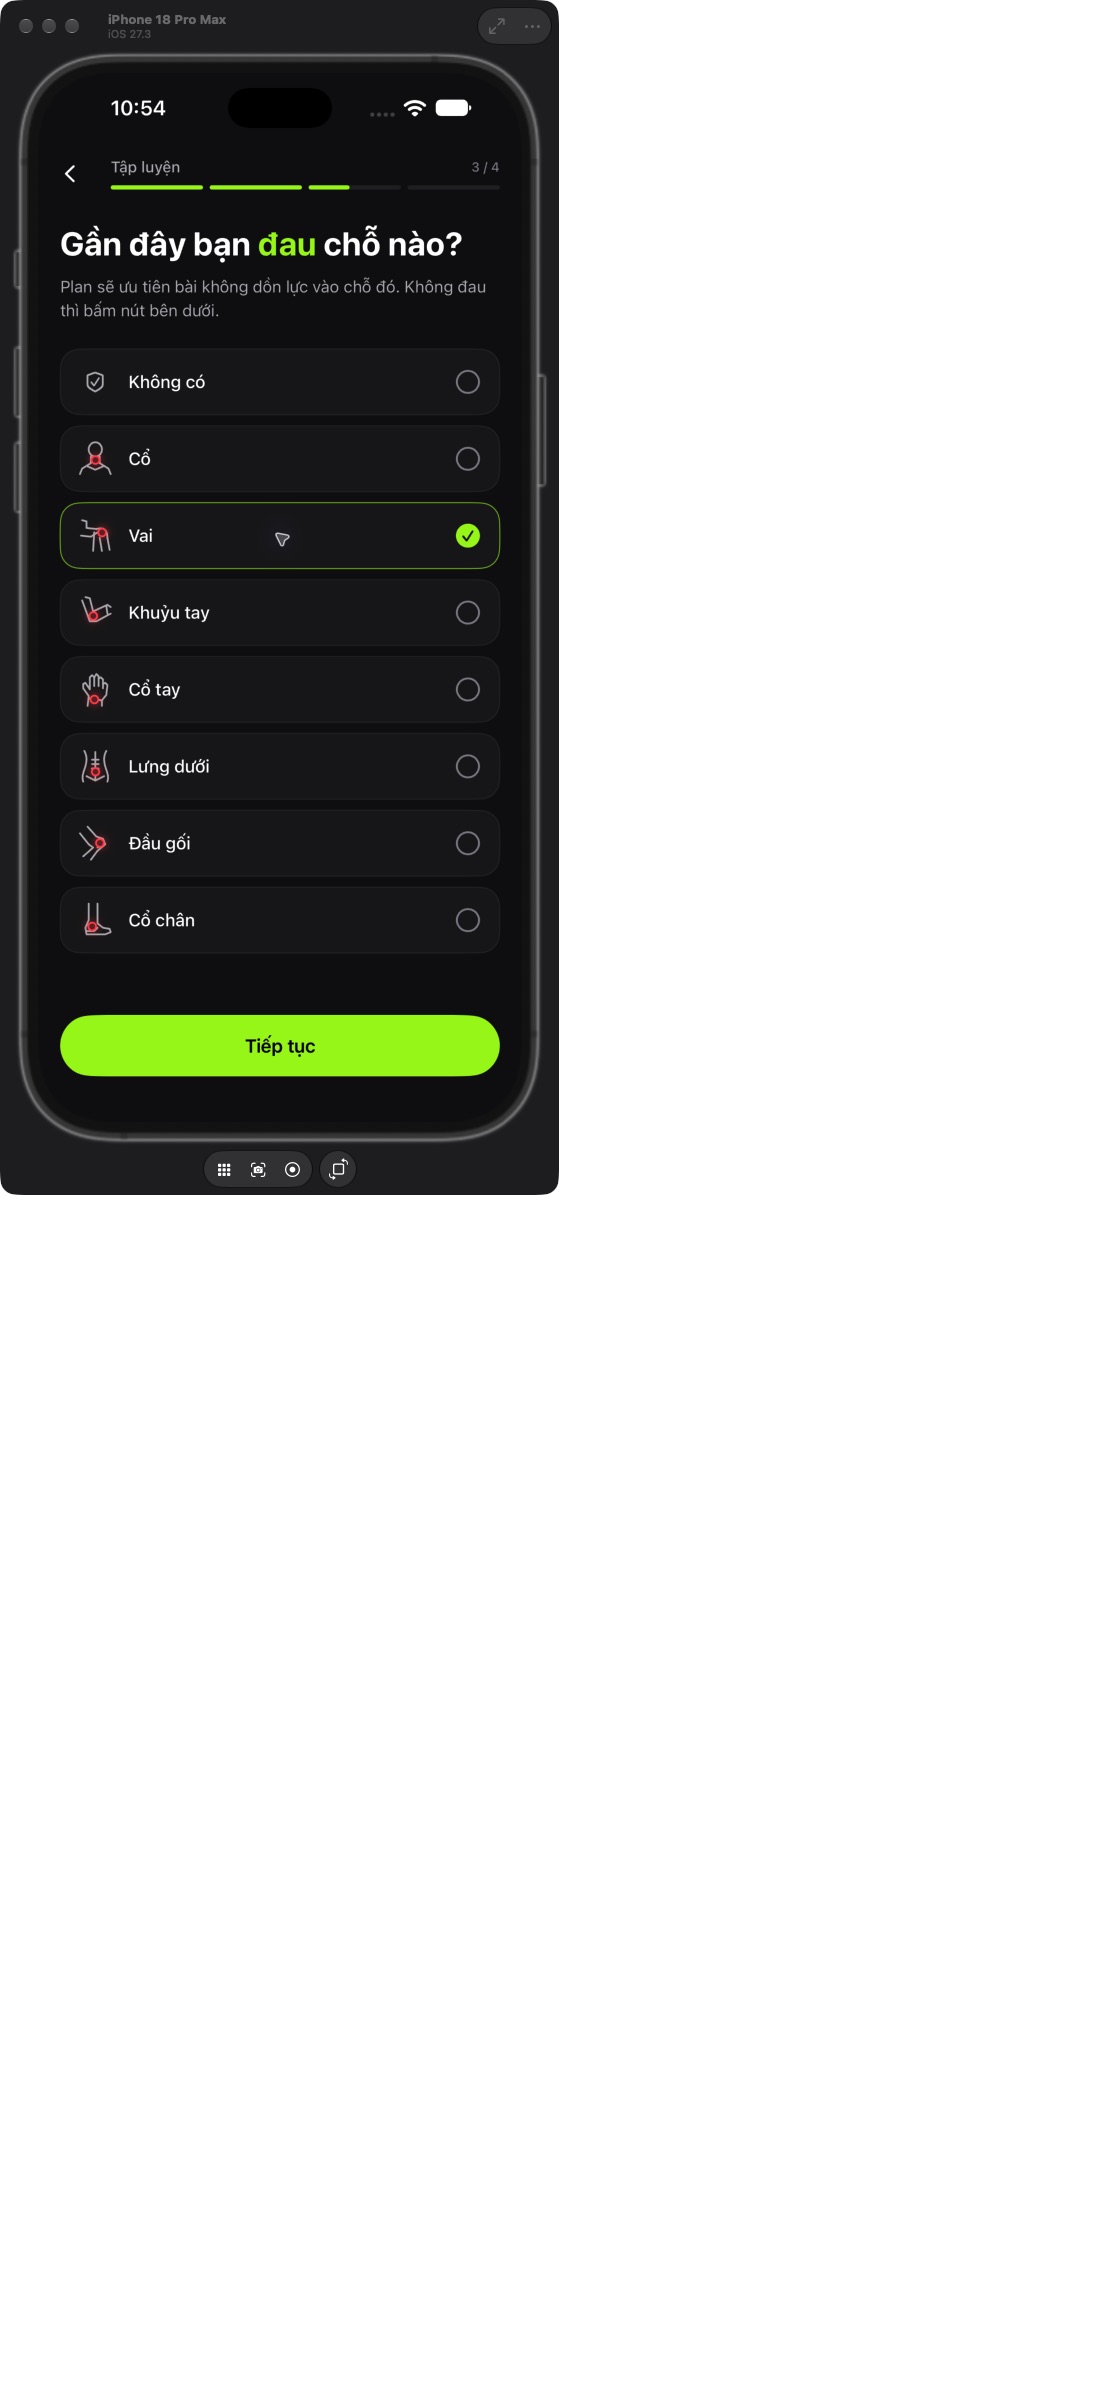 iPhone 18 Pro Max
iOS 27.3
10:54
Tập luyện
3 / 4
Gần đây bạn đau chỗ nào?
Plan sẽ ưu tiên bài không dồn lực vào chỗ đó. Không đau
thì bấm nút bên dưới.
Không có
Cổ
Vai
Khuỷu tay
Cổ tay
Lưng dưới
Đầu gối
Cổ chân
Tiếp tục